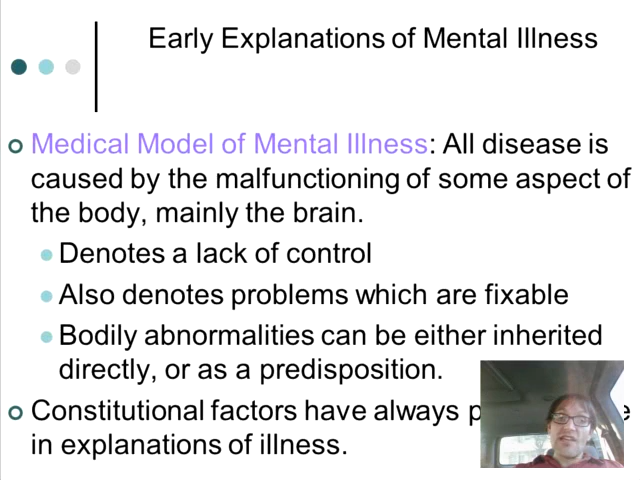 Early Explanations of Mental Illness
Medical Model of Mental Illness: All disease is
caused by the malfunctioning of some aspect of
the body, mainly the brain.
Denotes a lack of control
Also denotes problems which are fixable
Bodily abnormalities can be either inherited
directly, or as a predisposition.
Constitutional factors have always
in explanations of illness.